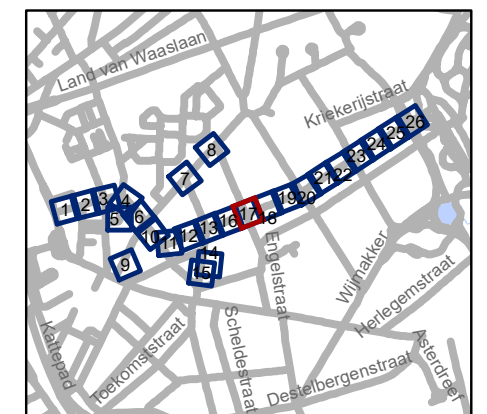 Land van Waaslaan
Kriekerijstraat
1
2
3
4
5
6
7
8
9
10
11
12
13
14
15
16
17
18
19
20
21
22
23
24
25
26
Engelstraat
Wijmakker
Herlegemstraat
Kattepad
Toekomststraat
Scheldestraat
Destelbergenstraat
Asterdreef